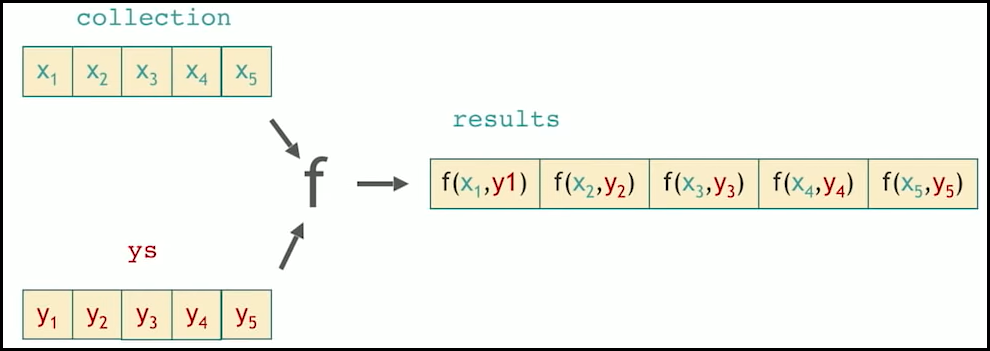 collection
x₁ x₂ x₃ x₄ x₅
results
f
f(x₁,y1) f(x₂,y₂) f(x₃,y₃) f(x₄,y₄) f(x₅,y₅)
ys
y₁ y₂ y₃ y₄ y₅